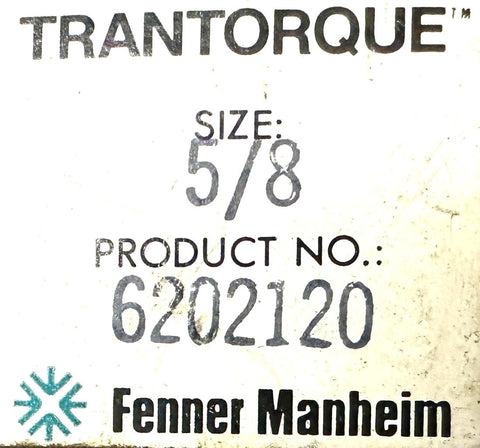 TRANTORQUE™
SIZE:
5/8
PRODUCT NO.:
6202120
Fenner Manheim